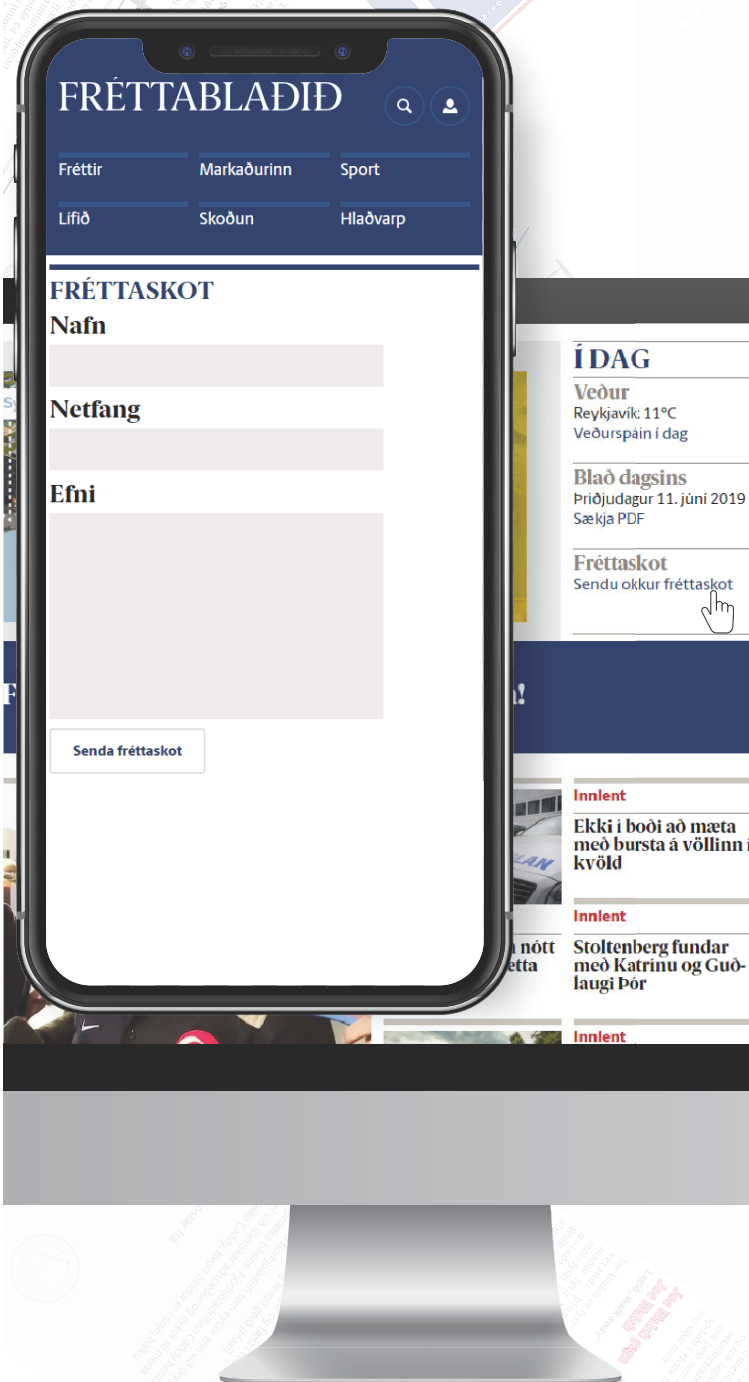 FRÉTTABLAÐIÐ
Fréttir
Markaðurinn
Sport
Lífið
Skoðun
Hlaðvarp
FRÉTTASKOT
Nafn
Netfang
Efni
Senda fréttaskot
Í DAG
Veður
Reykjavík: 11°C
Veðurspáin í dag
Blað dagsins
Þriðjudagur 11. júní 2019
Sækja PDF
Fréttaskot
Sendu okkur fréttaskot
Innlent
Ekki í boði að mæta
með bursta á völlinn í
kvöld
nótt
Innlent
Stoltenberg fundar
með Katrínu og Guð-
laugi Þór
Innlent